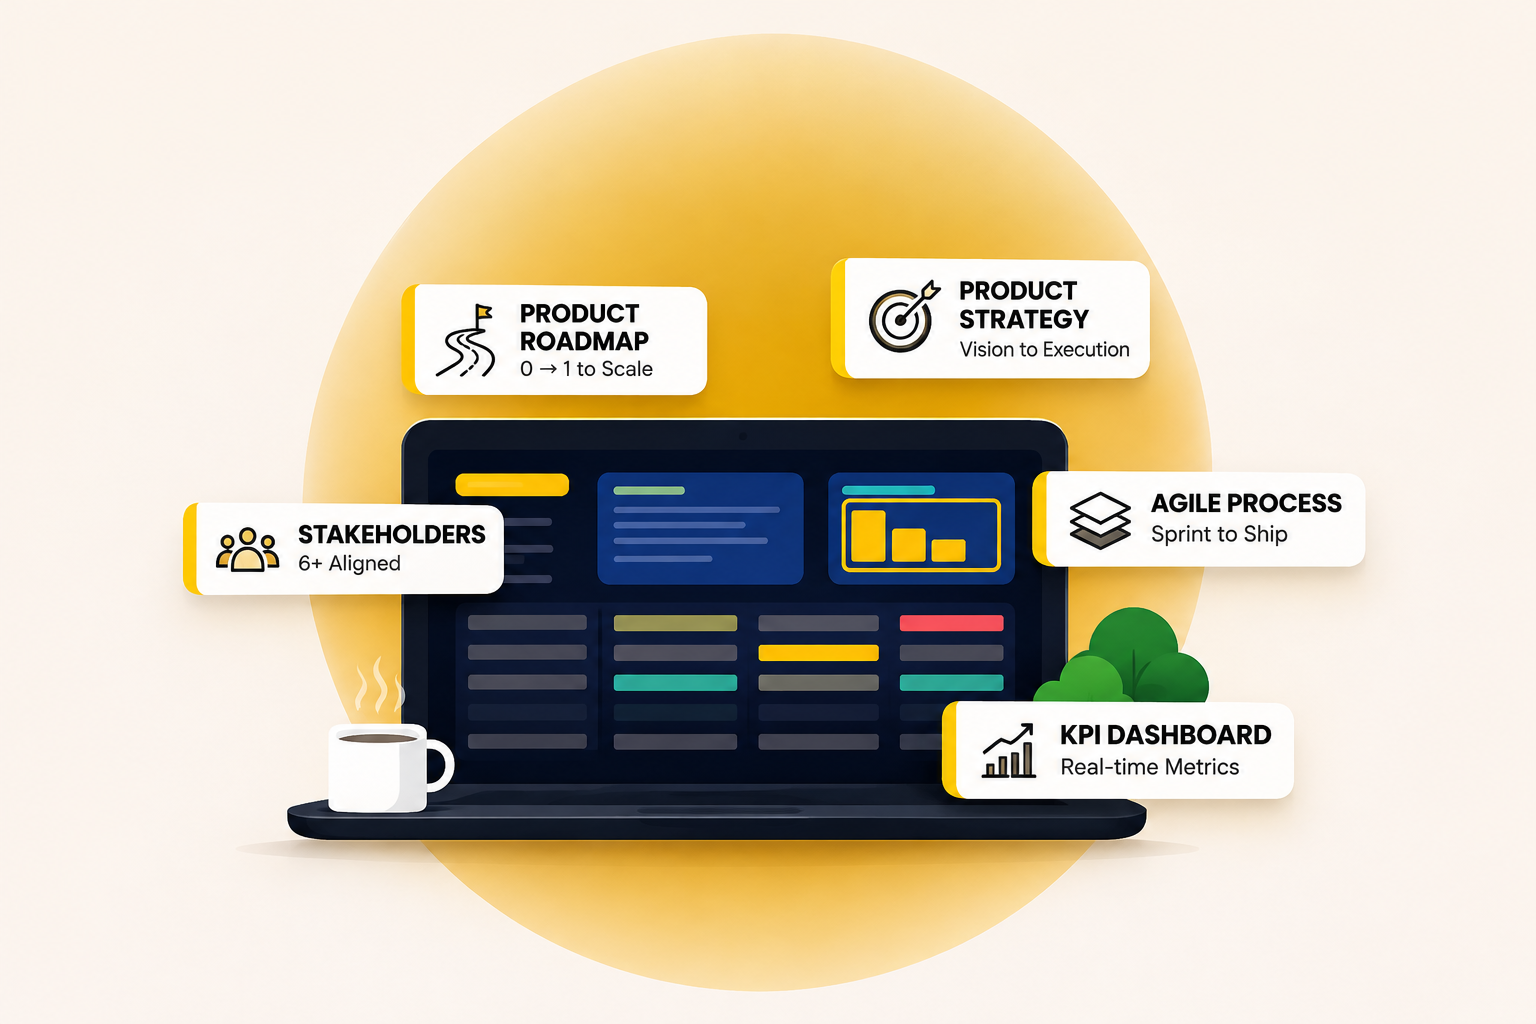 PRODUCT
ROADMAP
0 → 1 to Scale
PRODUCT
STRATEGY
Vision to Execution
STAKEHOLDERS
6+ Aligned
AGILE PROCESS
Sprint to Ship
KPI DASHBOARD
Real-time Metrics